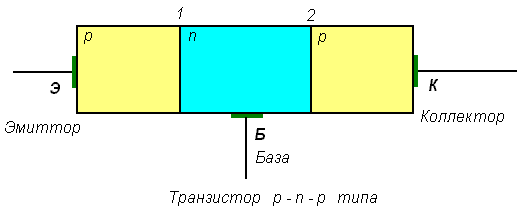 1 2
p n p
Э К
Эмиттор Б Коллектор
База
Транзистор p - n - p типа